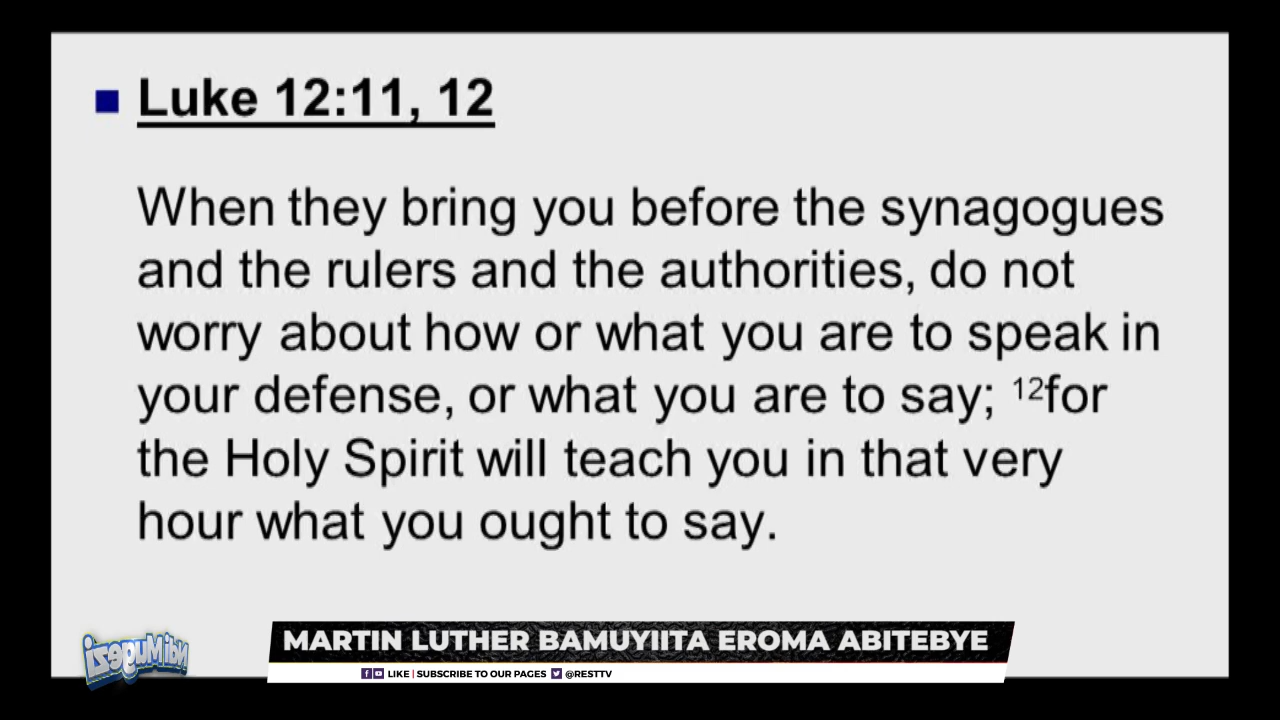 Luke 12:11, 12
When they bring you before the synagogues
and the rulers and the authorities, do not
worry about how or what you are to speak in
your defense, or what you are to say; 12for
the Holy Spirit will teach you in that very
hour what you ought to say.
MARTIN LUTHER BAMUYIITA EROMA ABITEBYE
LIKE | SUBSCRIBE TO OUR PAGES @RESTTV